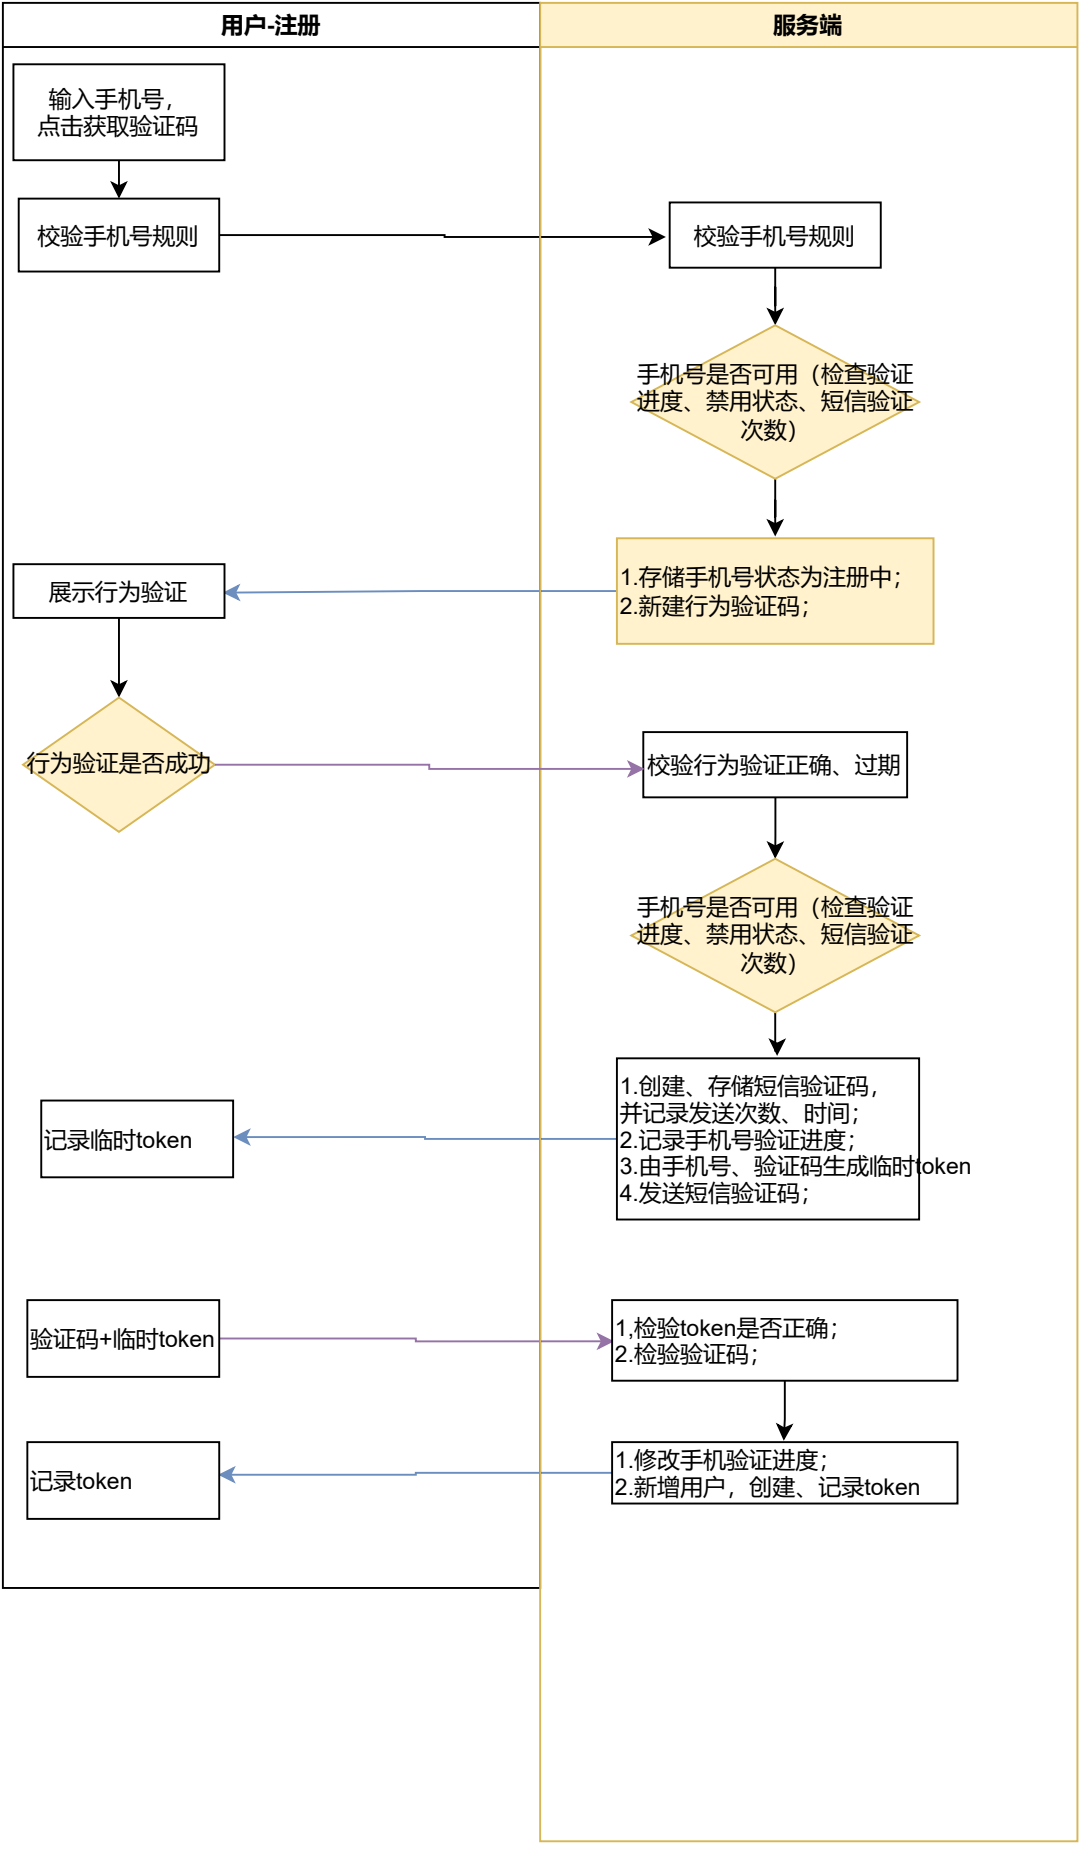 用户-注册
服务端
输入手机号，
点击获取验证码
校验手机号规则
校验手机号规则
手机号是否可用（检查验证
进度、禁用状态、短信验证
次数）
展示行为验证
1.存储手机号状态为注册中；
2.新建行为验证码；
行为验证是否成功
校验行为验证正确、过期
手机号是否可用（检查验证
进度、禁用状态、短信验证
次数）
记录临时token
1.创建、存储短信验证码，
并记录发送次数、时间；
2.记录手机号验证进度；
3.由手机号、验证码生成临时token
4.发送短信验证码；
验证码+临时token
1,检验token是否正确；
2.检验验证码；
记录token
1.修改手机验证进度；
2.新增用户，创建、记录token